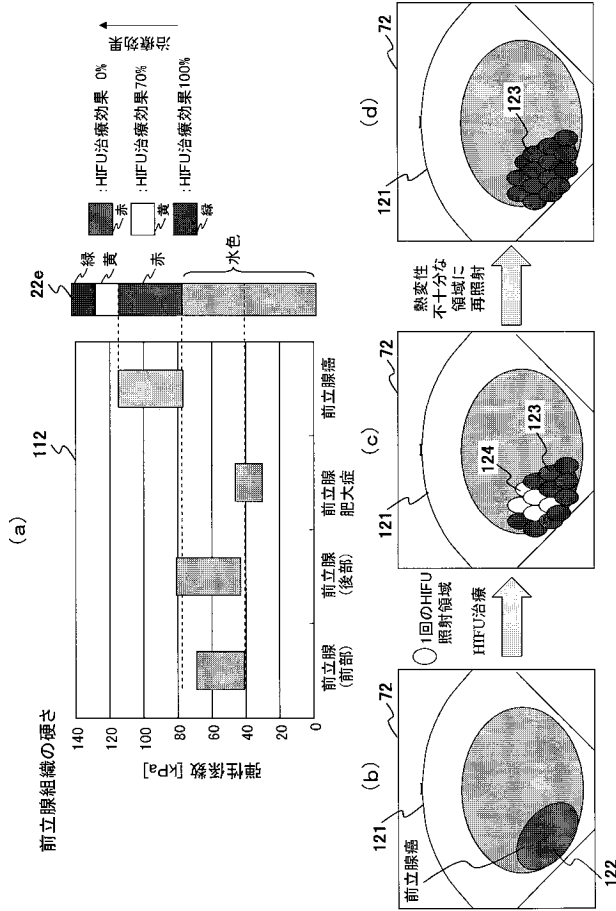 (a)
前立腺組織の硬さ
112
弾性係数 [kPa]
140
120
100
80
60
40
20
0
前立腺
(前部)
前立腺
(後部)
前立腺
肥大症
前立腺癌
22e
緑
黄
赤
水色
赤
:HIFU治療効果 0%
黄
:HIFU治療効果70%
緑
:HIFU治療効果100%
治療効果
(b)
121
72
前立腺癌
122
1回のHIFU
照射領域
HIFU治療
(c)
121
72
124
123
熱変性
不十分な
領域に
再照射
(d)
121
72
123